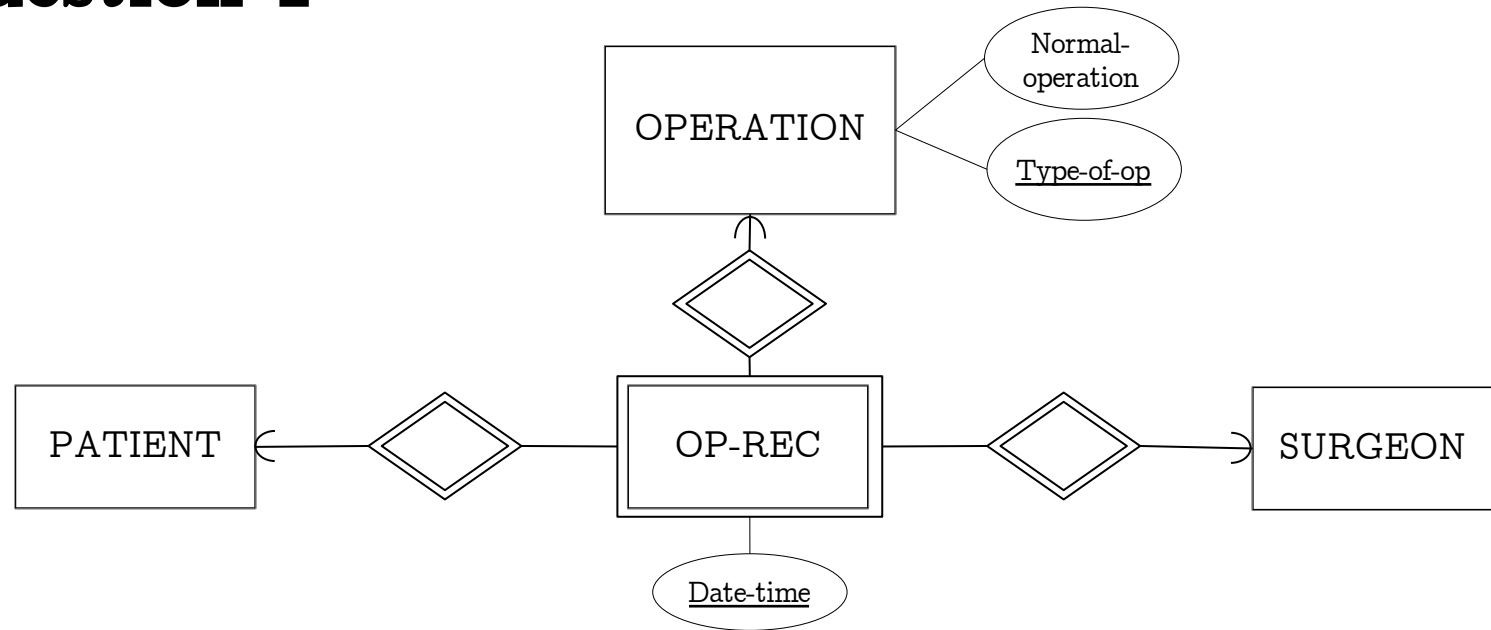 Normal-
operation
OPERATION
Type-of-op
PATIENT
OP-REC
SURGEON
Date-time